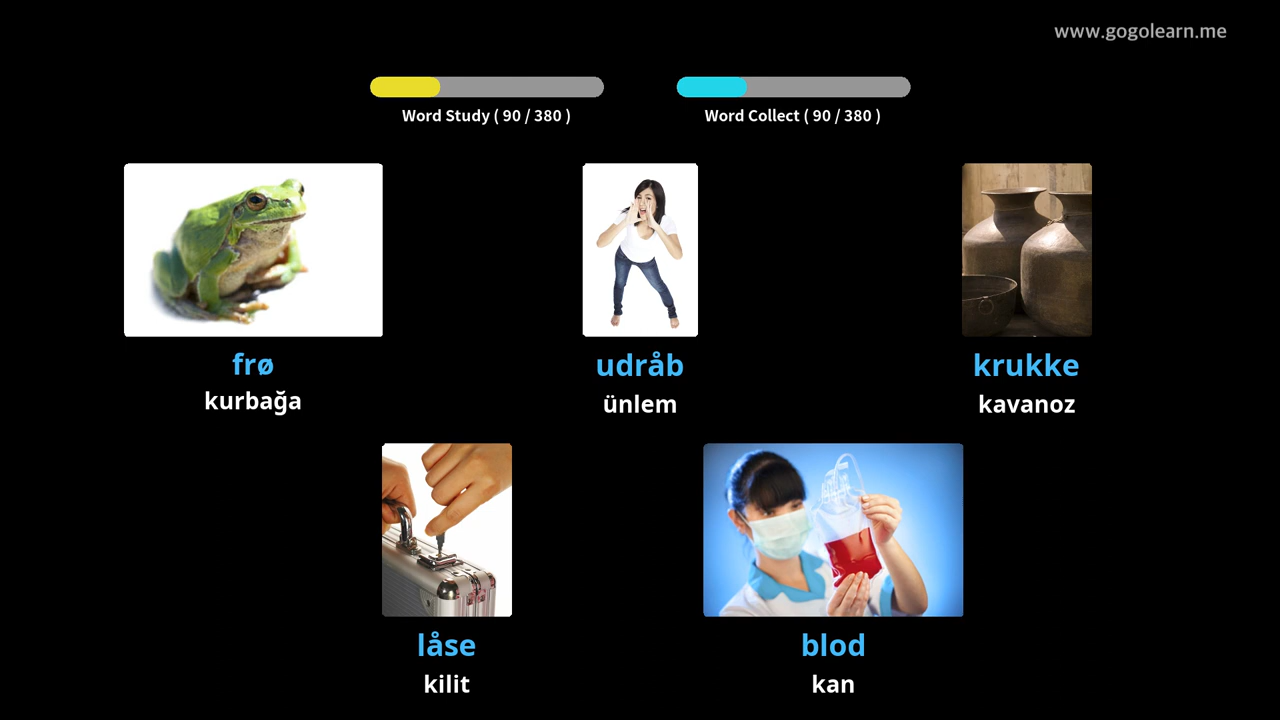 www.gogolearn.me
Word Study ( 90 / 380 )
Word Collect ( 90 / 380 )
frø
kurbağa
udråb
ünlem
krukke
kavanoz
låse
kilit
blod
kan